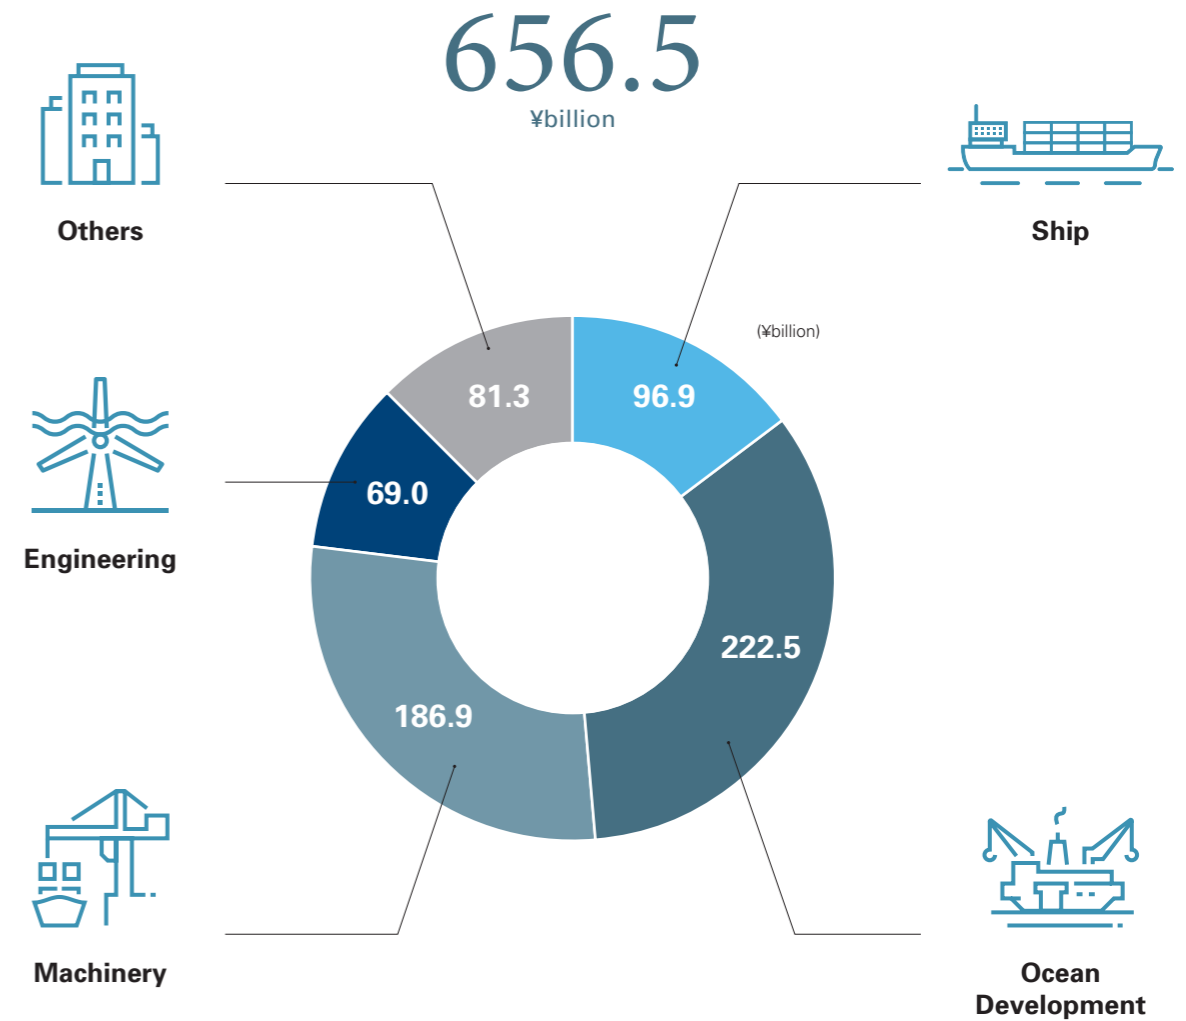 656.5
¥billion
Others
Ship
(¥billion)
81.3
96.9
69.0
Engineering
222.5
186.9
Machinery
Ocean
Development